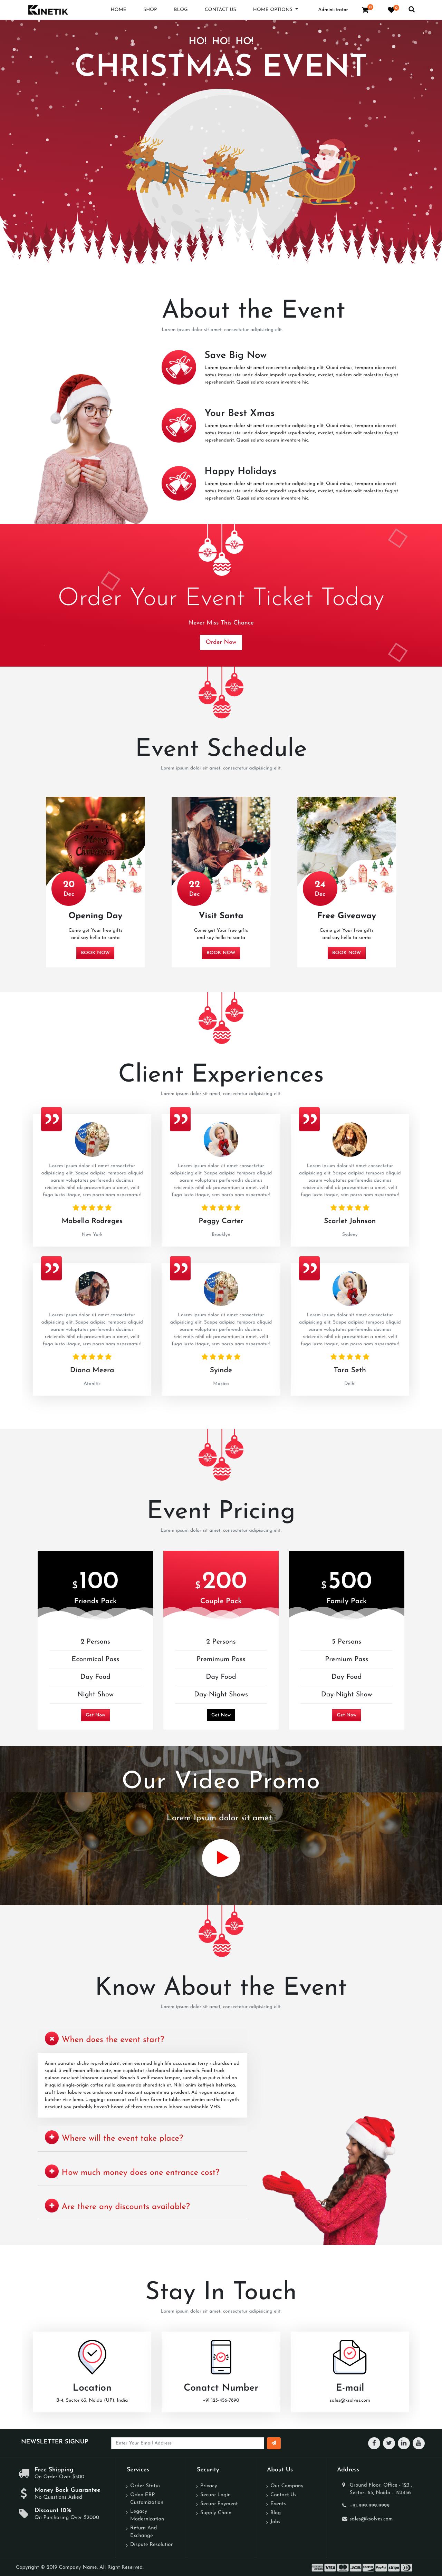 KINETIK
HOME SHOP BLOG CONTACT US HOME OPTIONS Administrator
HO! HO! HO!
CHRISTMAS EVENT
About the Event
Lorem ipsum dolor sit amet, consectetur adipisicing elit.
Save Big Now
Lorem ipsum dolor sit amet consectetur adipisicing elit. Quod minus, tempora obcaecati
natus itaque iste unde dolore impedit repudiandae, eveniet, quidem odit molestias fugiat
reprehenderit. Quasi soluta earum inventore hic.
Your Best Xmas
Lorem ipsum dolor sit amet consectetur adipisicing elit. Quod minus, tempora obcaecati
natus itaque iste unde dolore impedit repudiandae, eveniet, quidem odit molestias fugiat
reprehenderit. Quasi soluta earum inventore hic.
Happy Holidays
Lorem ipsum dolor sit amet consectetur adipisicing elit. Quod minus, tempora obcaecati
natus itaque iste unde dolore impedit repudiandae, eveniet, quidem odit molestias fugiat
reprehenderit. Quasi soluta earum inventore hic.
Order Your Event Ticket Today
Never Miss This Chance
Order Now
Event Schedule
Lorem ipsum dolor sit amet, consectetur adipisicing elit.
20
Dec
Opening Day
Come get Your free gifts
and say hello to santa
BOOK NOW
22
Dec
Visit Santa
Come get Your free gifts
and say hello to santa
BOOK NOW
24
Dec
Free Giveaway
Come get Your free gifts
and say hello to santa
BOOK NOW
Client Experiences
Lorem ipsum dolor sit amet, consectetur adipisicing elit.
Lorem ipsum dolor sit amet consectetur
adipisicing elit. Saepe adipisci tempora aliquid
earum voluptates perferendis ducimus
reiciendis nihil ab praesentium a amet, velit
fuga iusto itaque, rem porro nam aspernatur!
Mabella Rodreges
New York
Lorem ipsum dolor sit amet consectetur
adipisicing elit. Saepe adipisci tempora aliquid
earum voluptates perferendis ducimus
reiciendis nihil ab praesentium a amet, velit
fuga iusto itaque, rem porro nam aspernatur!
Peggy Carter
Brooklyn
Lorem ipsum dolor sit amet consectetur
adipisicing elit. Saepe adipisci tempora aliquid
earum voluptates perferendis ducimus
reiciendis nihil ab praesentium a amet, velit
fuga iusto itaque, rem porro nam aspernatur!
Scarlet Johnson
Sydney
Lorem ipsum dolor sit amet consectetur
adipisicing elit. Saepe adipisci tempora aliquid
earum voluptates perferendis ducimus
reiciendis nihil ab praesentium a amet, velit
fuga iusto itaque, rem porro nam aspernatur!
Diana Meera
Atlanthc
Lorem ipsum dolor sit amet consectetur
adipisicing elit. Saepe adipisci tempora aliquid
earum voluptates perferendis ducimus
reiciendis nihil ab praesentium a amet, velit
fuga iusto itaque, rem porro nam aspernatur!
Syinde
Mexico
Lorem ipsum dolor sit amet consectetur
adipisicing elit. Saepe adipisci tempora aliquid
earum voluptates perferendis ducimus
reiciendis nihil ab praesentium a amet, velit
fuga iusto itaque, rem porro nam aspernatur!
Tara Seth
Delhi
Event Pricing
Lorem ipsum dolor sit amet, consectetur adipisicing elit.
$100
Friends Pack
2 Persons
Econmical Pass
Day Food
Night Show
Get Now
$200
Couple Pack
2 Persons
Premimum Pass
Day Food
Day-Night Shows
Get Now
$500
Family Pack
5 Persons
Premium Pass
Day Food
Day-Night Show
Get Now
CHRISTMAS
Our Video Promo
Lorem Ipsum dolor sit amet
Know About the Event
Lorem ipsum dolor sit amet, consectetur adipisicing elit.
When does the event start?
Anim pariatur cliche reprehenderit, enim eiusmod high life accusamus terry richardson ad
squid. 3 wolf moon officia aute, non cupidatat skateboard dolor brunch. Food truck
quinoa nesciunt laborum eiusmod. Brunch 3 wolf moon tempor, sunt aliqua put a bird on
it squid single-origin coffee nulla assumenda shoreditch et. Nihil anim keffiyeh helvetica,
craft beer labore wes anderson cred nesciunt sapiente ea proident. Ad vegan excepteur
butcher vice lomo. Leggings occaecat craft beer farm-to-table, raw denim aesthetic synth
nesciunt you probably haven't heard of them accusamus labore sustainable VHS.
Where will the event take place?
How much money does one entrance cost?
Are there any discounts available?
Stay In Touch
Lorem ipsum dolor sit amet, consectetur adipisicing elit.
Location
B-4, Sector 63, Noida (UP), India
Conatct Number
+91 123-456-7890
E-mail
sales@ksolves.com
NEWSLETTER SIGNUP
Enter Your Email Address
Free Shipping
On Order Over $500
Money Back Guarantee
No Questions Asked
Discount 10%
On Purchasing Over $2000
Services
Order Status
Odoo ERP
Customization
Legacy
Modernization
Return And
Exchange
Dispute Resolution
Security
Privacy
Secure Login
Secure Payment
Supply Chain
About Us
Our Company
Contact Us
Events
Blog
Jobs
Address
Ground Floor, Office - 123 ,
Sector- 63, Noida - 123456
+91-999-999-9999
sales@ksolves.com
Copyright © 2019 Company Name. All Right Reserved.